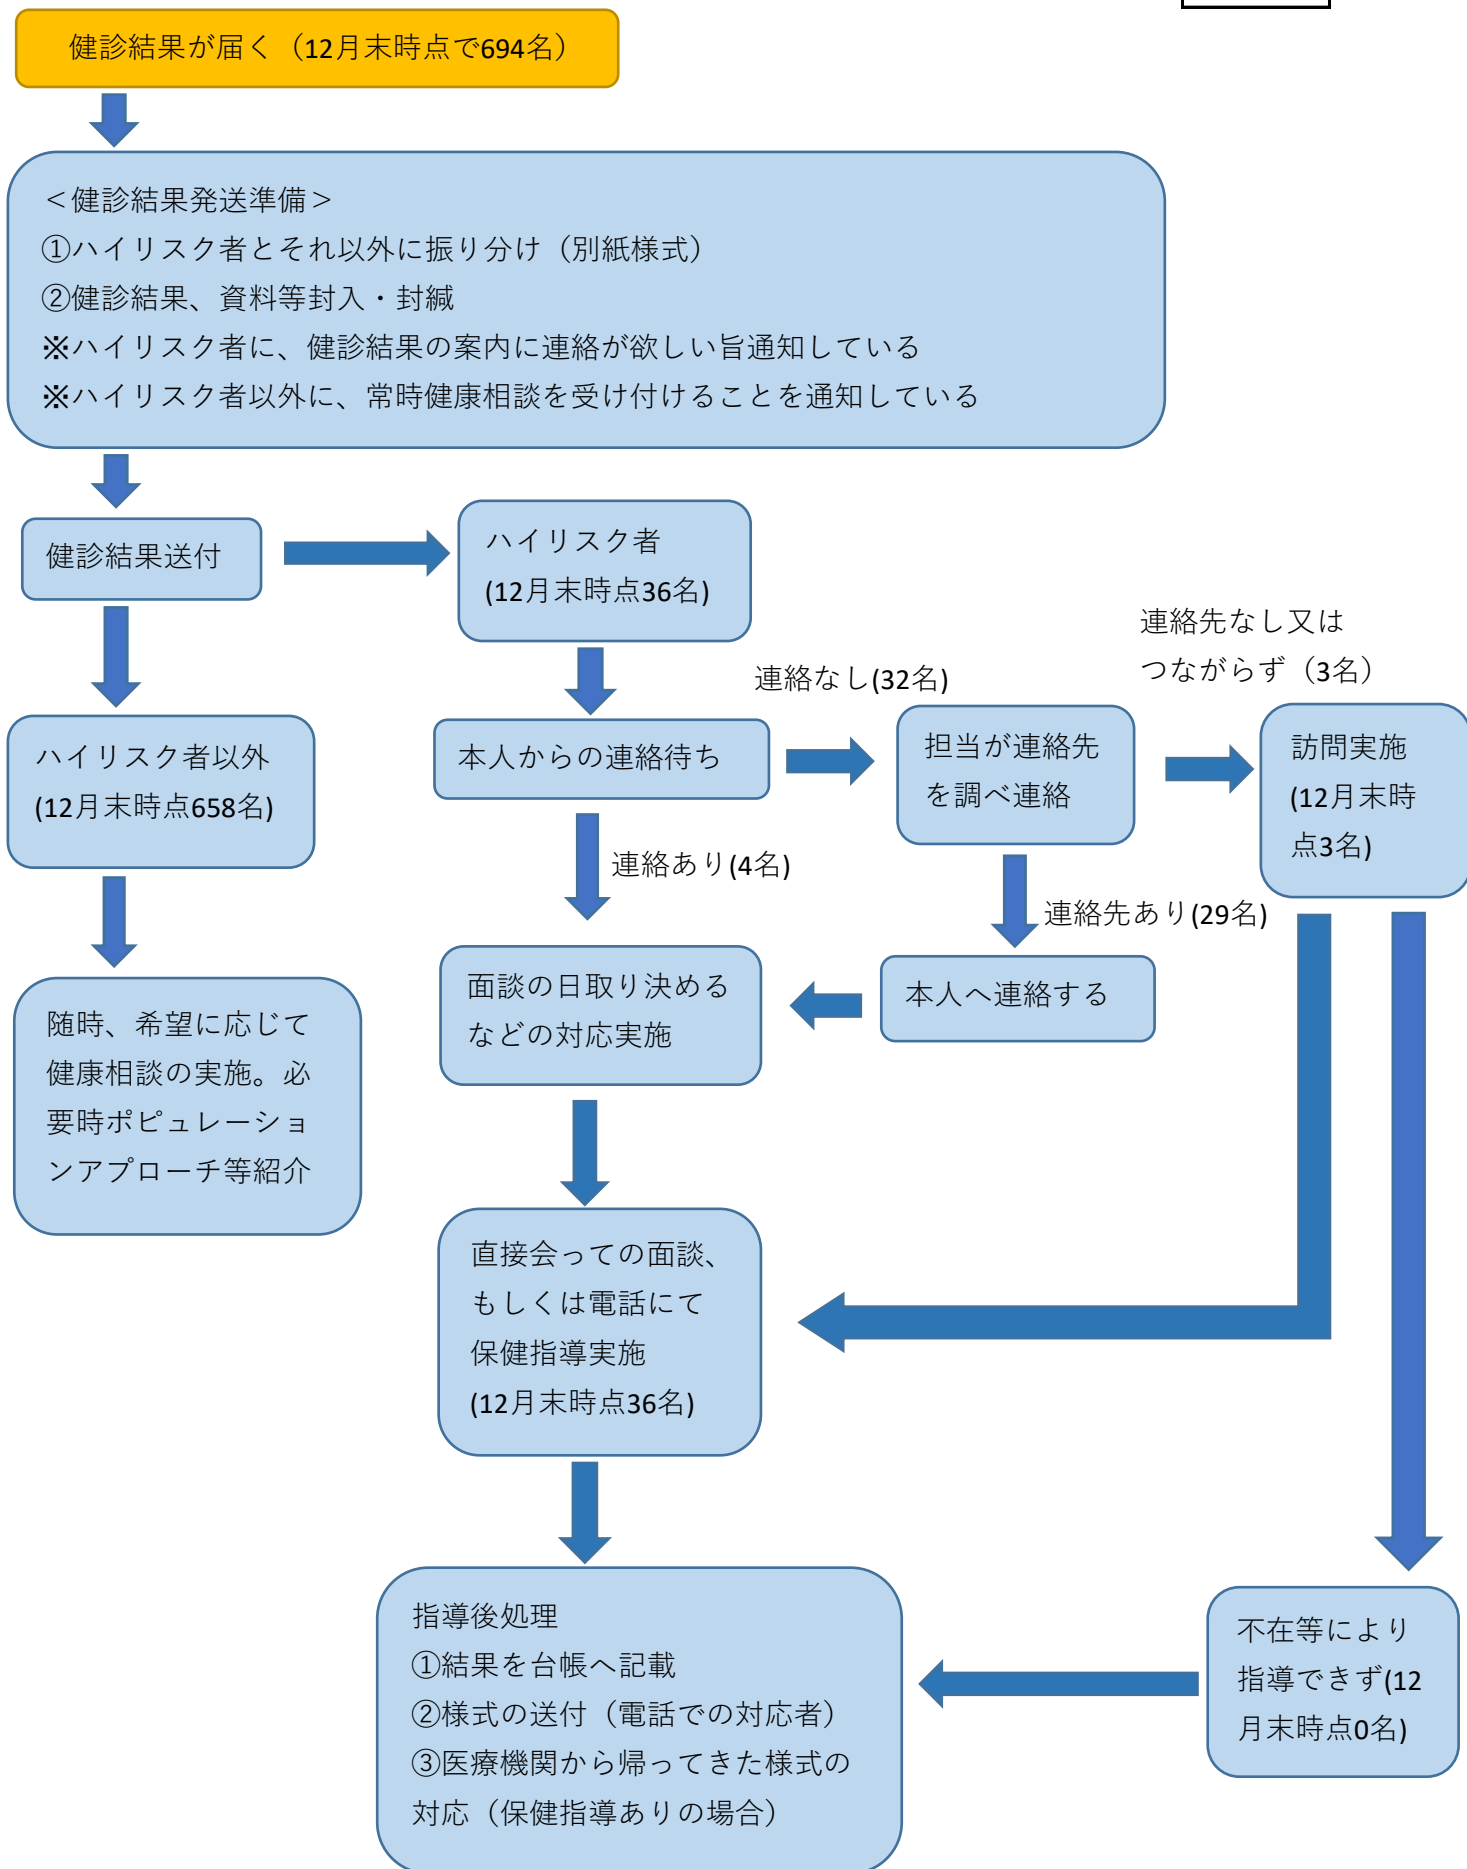 健診結果が届く（12月末時点で694名）
＜健診結果発送準備＞
①ハイリスク者とそれ以外に振り分け（別紙様式）
②健診結果、資料等封入・封緘
※ハイリスク者に、健診結果の案内に連絡が欲しい旨通知している
※ハイリスク者以外に、常時健康相談を受け付けることを通知している
健診結果送付
ハイリスク者
(12月末時点36名)
連絡先なし又は
つながらず（3名）
連絡なし(32名)
ハイリスク者以外
(12月末時点658名)
本人からの連絡待ち
担当が連絡先
を調べ連絡
訪問実施
(12月末時
点3名)
連絡あり(4名)
連絡先あり(29名)
随時、希望に応じて
健康相談の実施。必
要時ポピュレーショ
ンアプローチ等紹介
面談の日取り決める
などの対応実施
本人へ連絡する
直接会っての面談、
もしくは電話にて
保健指導実施
(12月末時点36名)
指導後処理
①結果を台帳へ記載
②様式の送付（電話での対応者）
③医療機関から帰ってきた様式の
対応（保健指導ありの場合）
不在等により
指導できず(12
月末時点0名)